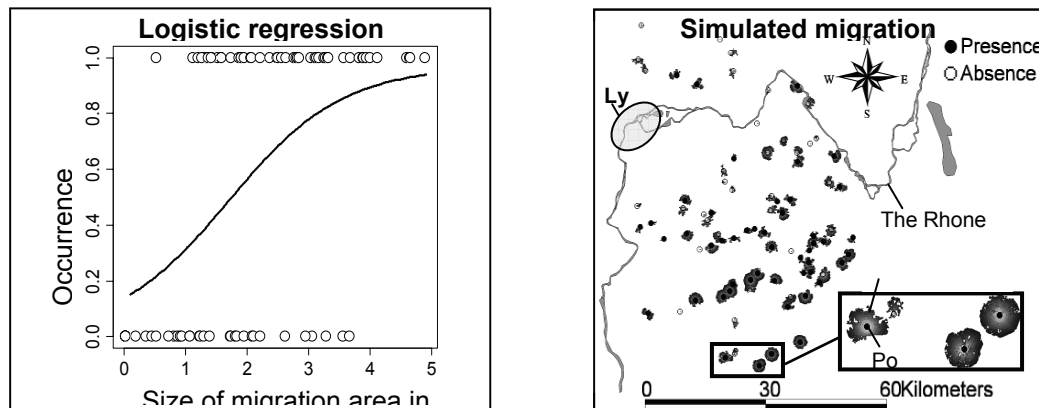 Logistic regression
1.0
0.8
0.6
0.4
0.2
0.0
Occurrence
0 1 2 3 4 5
Size of migration area in
Simulated migration
Presence
Absence
N
W E
S
Ly
The Rhone
Po
0 30 60Kilometers